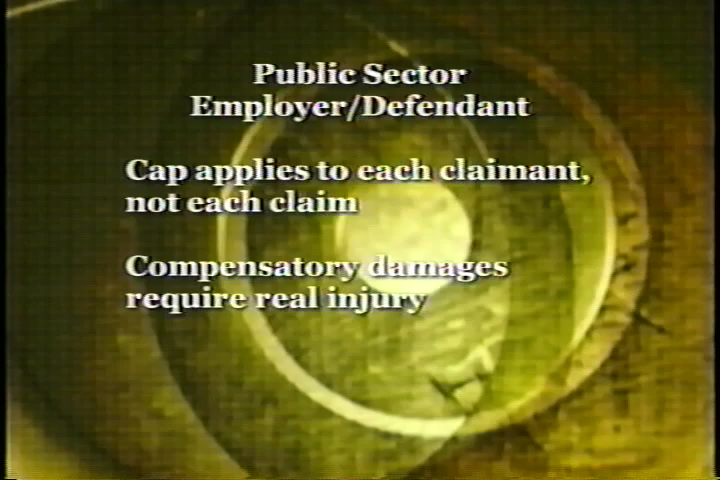 Public Sector
Employer/Defendant
Cap applies to each claimant,
not each claim
Compensatory damages
require real injury